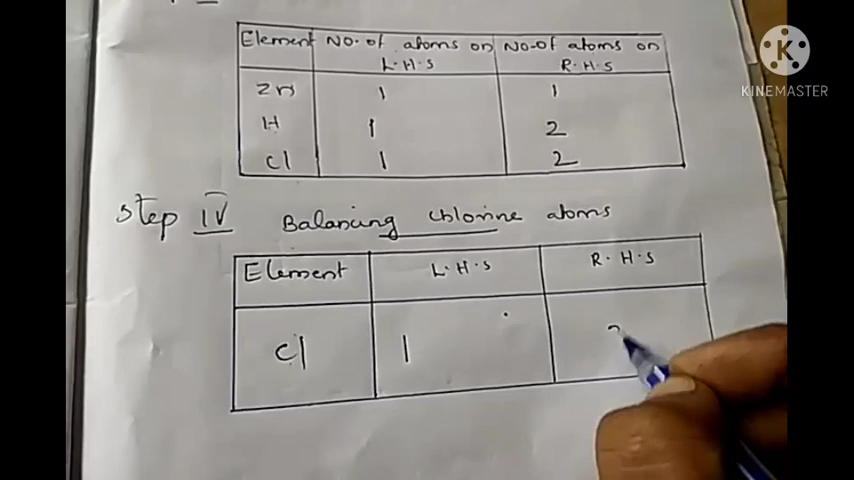 Element No. of atoms on No. of atoms on
L.H.S R.H.S
Zn 1 1
H 1 2
Cl 1 2
Step IV Balancing chlorine atoms
Element L.H.S R.H.S
Cl 1
KINEMASTER